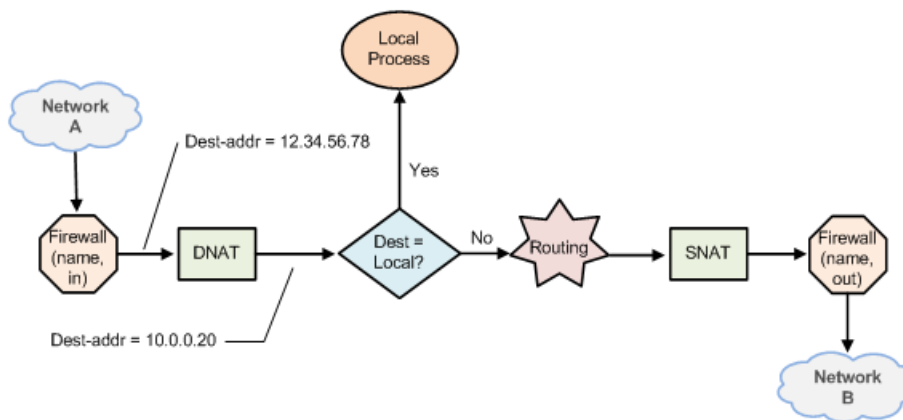 Local
Process
Network
A
Dest-addr = 12.34.56.78
Yes
Firewall
(name,
in)
DNAT
Dest =
Local?
No
Routing
SNAT
Firewall
(name,
out)
Dest-addr = 10.0.0.20
Network
B